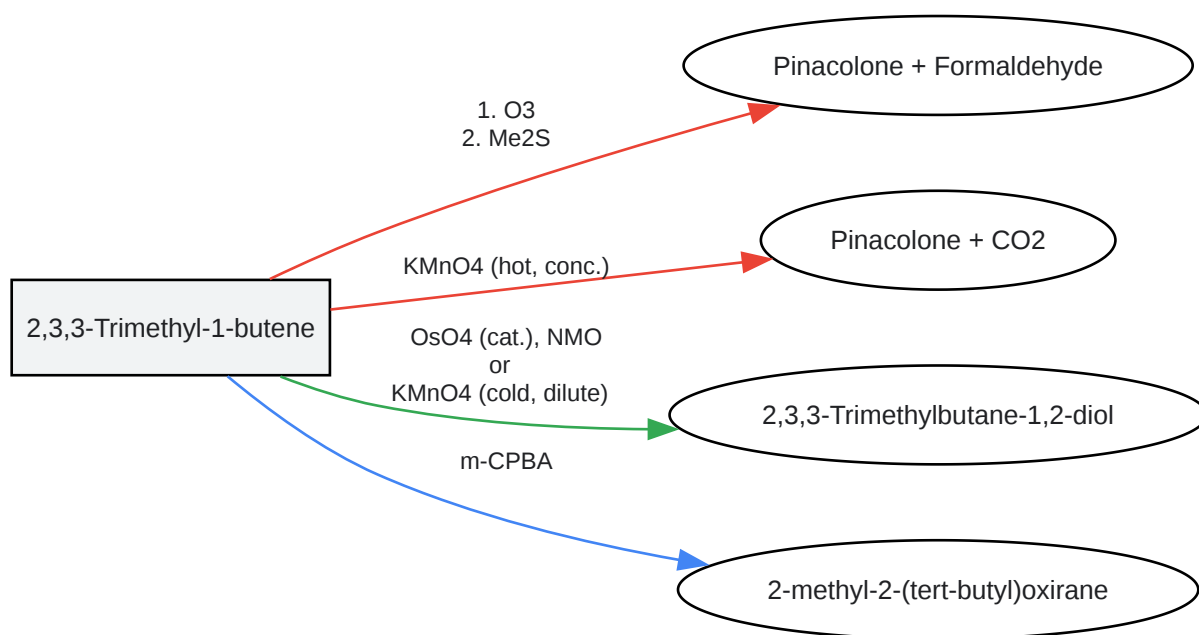 Pinacolone + Formaldehyde
1. O3
2. Me2S
Pinacolone + CO2
KMnO4 (hot, conc.)
2,3,3-Trimethyl-1-butene
OsO4 (cat.), NMO
or
KMnO4 (cold, dilute)
2,3,3-Trimethylbutane-1,2-diol
m-CPBA
2-methyl-2-(tert-butyl)oxirane